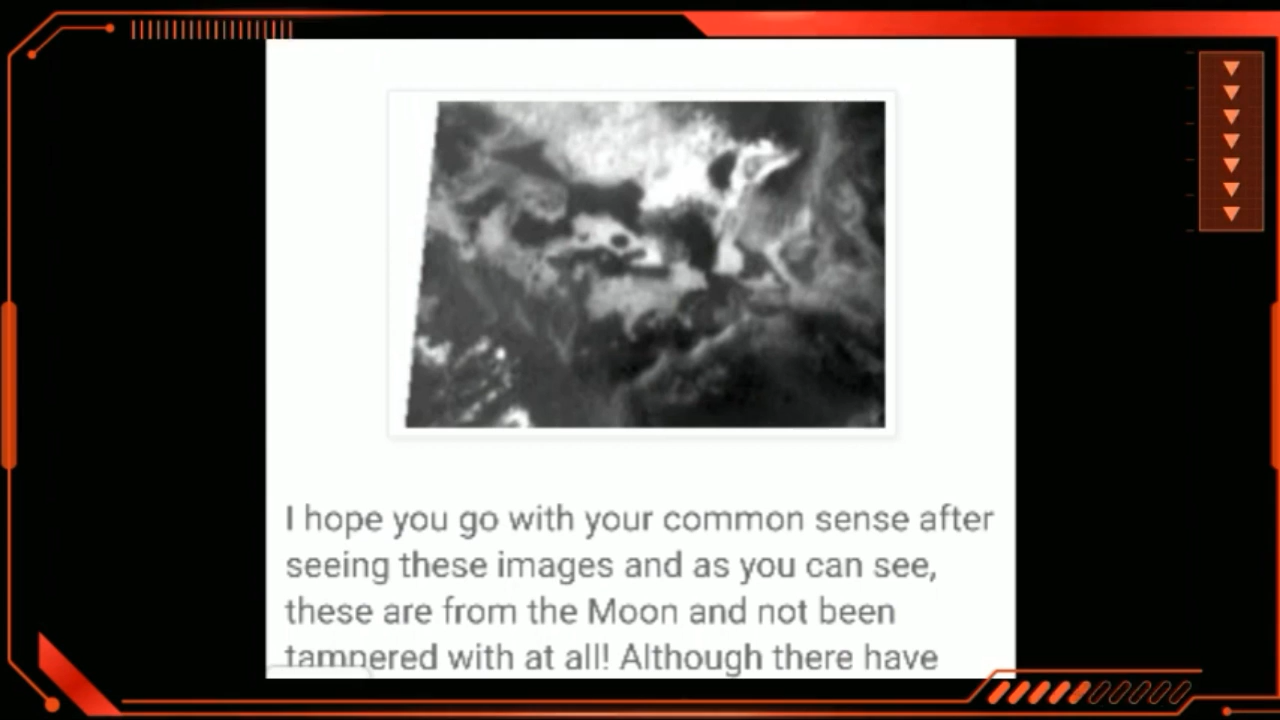 I hope you go with your common sense after
seeing these images and as you can see,
these are from the Moon and not been
tampered with at all! Although there have